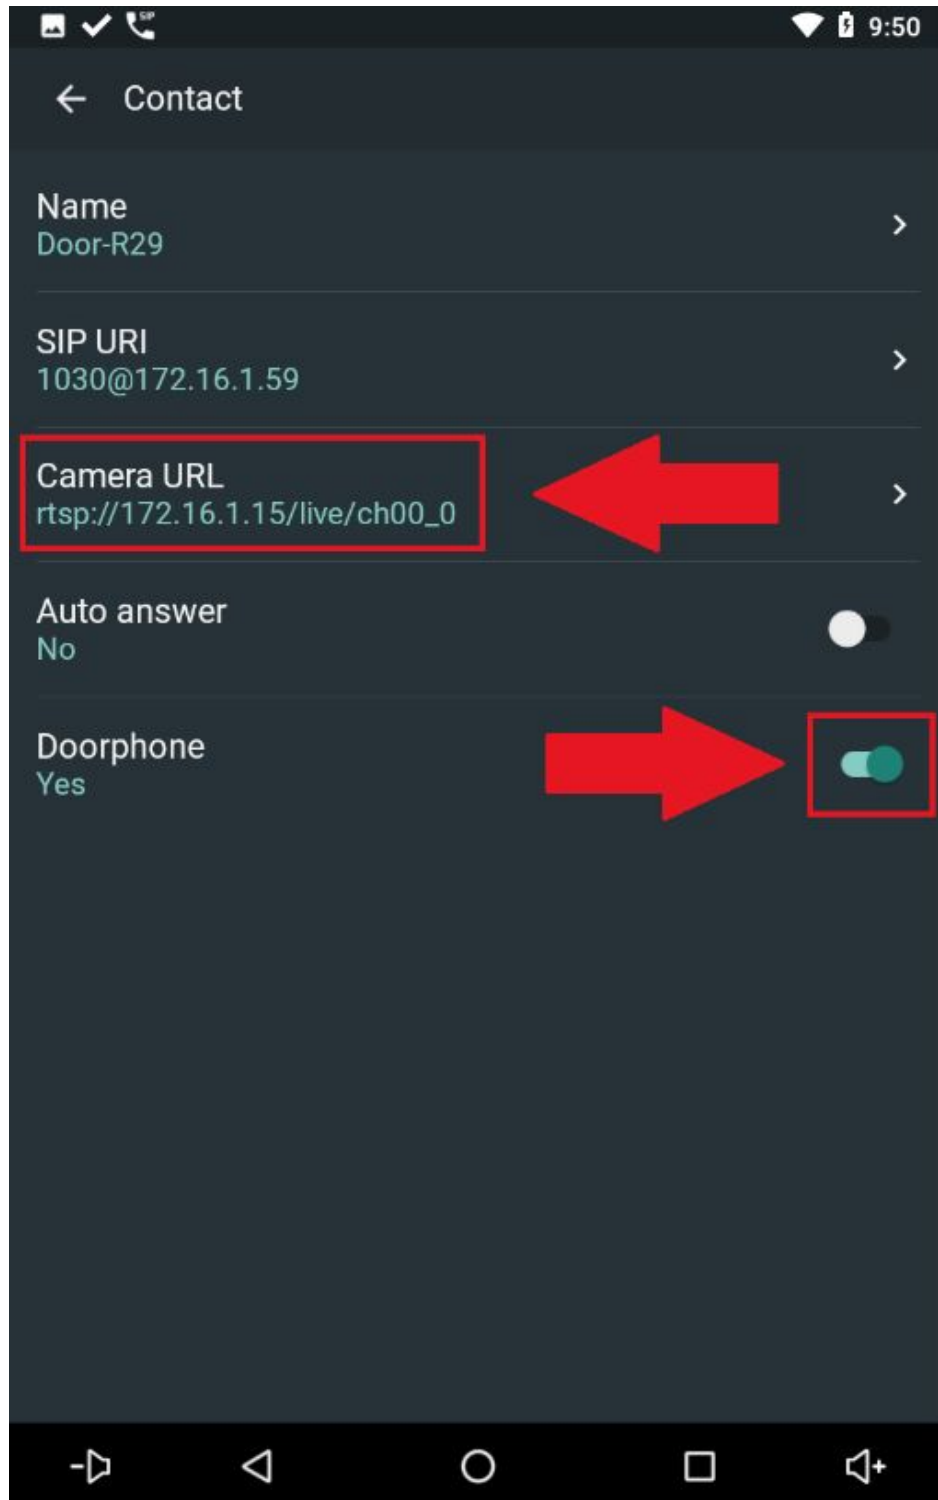 SIP
9:50
Contact
Name
Door-R29
SIP URI
1030@172.16.1.59
Camera URL
rtsp://172.16.1.15/live/ch00_0
Auto answer
No
Doorphone
Yes